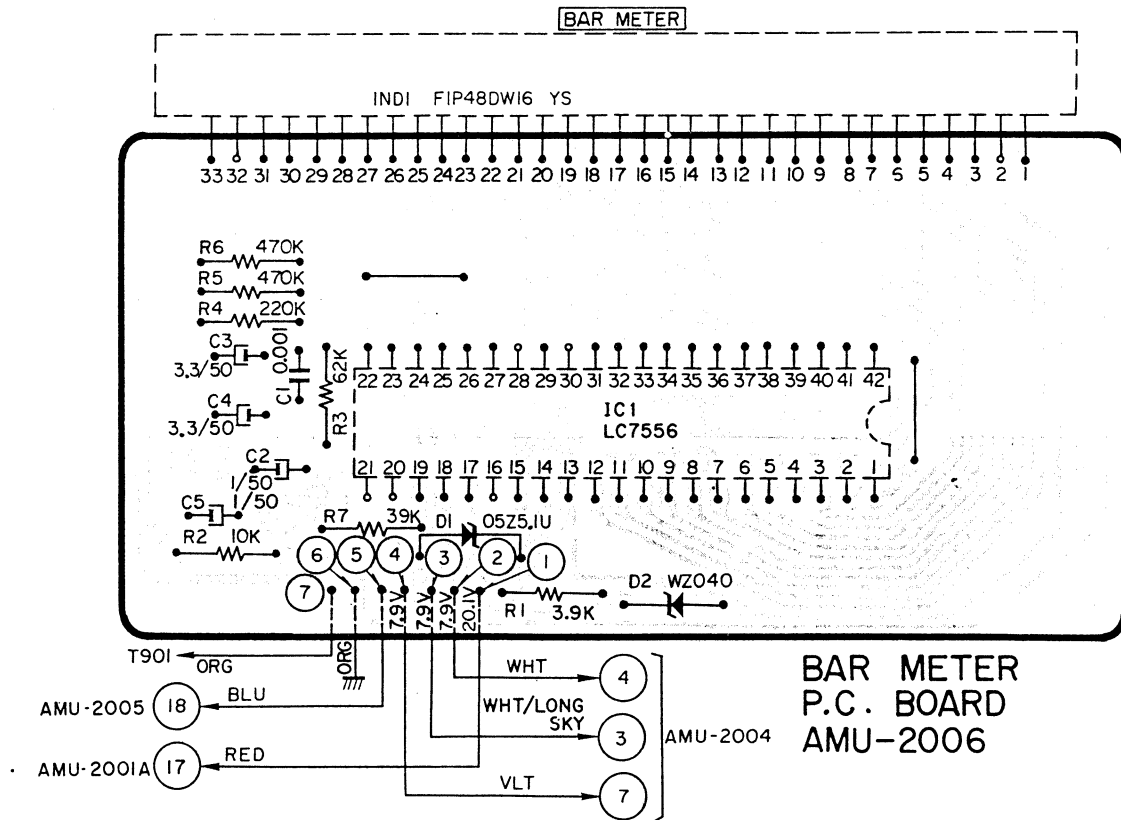 BAR METER
INDI FIP48DW16 YS
33 32 31 30 29 28 27 26 25 24 23 22 21 20 19 18 17 16 15 14 13 12 11 10 9 8 7 6 5 4 3 2 1
R6 470K
R5 470K
R4 220K
C3
3.3/50
0.001
C1
62K
R3
C4
3.3/50
22 23 24 25 26 27 28 29 30 31 32 33 34 35 36 37 38 39 40 41 42
IC1
LC7556
21 20 19 18 17 16 15 14 13 12 11 10 9 8 7 6 5 4 3 2 1
C2
1/50
C5
1/50
R2 10K
R7 39K
D1 05Z5.1U
6 5 4 3 2 1
7
7.9V 7.9V 7.9V 20.1V
R1 3.9K
D2 WZ040
T901 ORG
ORG
WHT 4
AMU-2005 18 BLU
WHT/LONG
SKY 3
AMU-2004
AMU-2001A 17 RED
VLT 7
BAR METER
P.C. BOARD
AMU-2006